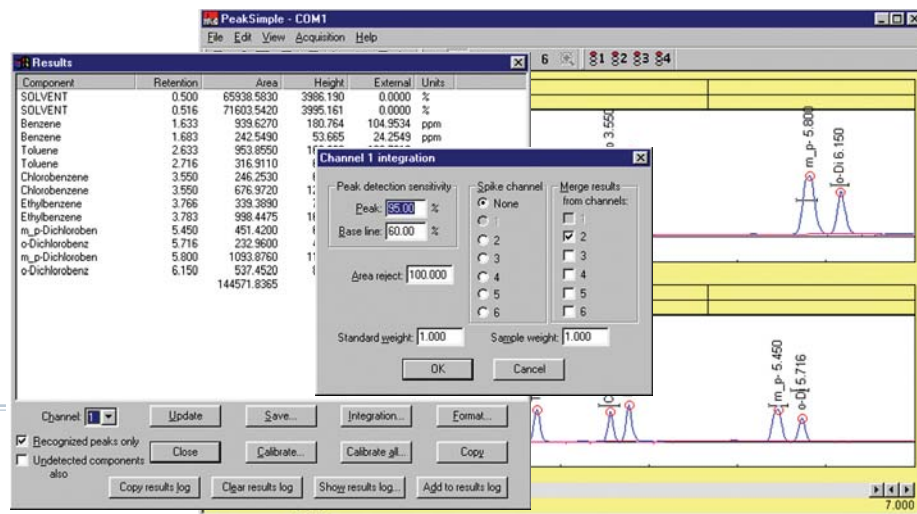 PeakSimple - COM1
File Edit View Acquisition Help
6 1 2 3 4
Results
Component Retention Area Height External Units
SOLVENT 0.500 65938.5830 3986.190 0.0000 %
SOLVENT 0.516 71603.5420 3995.161 0.0000 %
Benzene 1.633 939.6270 180.764 104.9534 ppm
Benzene 1.683 242.5490 53.665 24.2549 ppm
Toluene 2.633 953.8550
Toluene 2.716 316.9110
Chlorobenzene 3.550 246.2530
Chlorobenzene 3.550 676.9720
Ethylbenzene 3.766 339.3890
Ethylbenzene 3.783 998.4475
m_p-Dichloroben 5.450 451.4200
o-Dichlorobenz 5.716 232.9600
m_p-Dichloroben 5.800 1093.8760
o-Dichlorobenz 6.150 537.4520
144571.8365
Channel: 1
Update
Save...
Integration...
Format...
Recognized peaks only
Undetected components also
Close
Calibrate...
Calibrate all...
Copy
Copy results log
Clear results log
Show results log...
Add to results log
Channel 1 integration
Peak detection sensitivity
Peak: 95.00 %
Base line: 60.00 %
Area reject: 100.000
Spike channel
None
1
2
3
4
5
6
Merge results from channels:
1
2
3
4
5
6
Standard weight: 1.000
Sample weight: 1.000
OK
Cancel
3.550
m_p- 5.800
o-Di 6.150
m_p- 5.450
o-Di 5.716
7.000